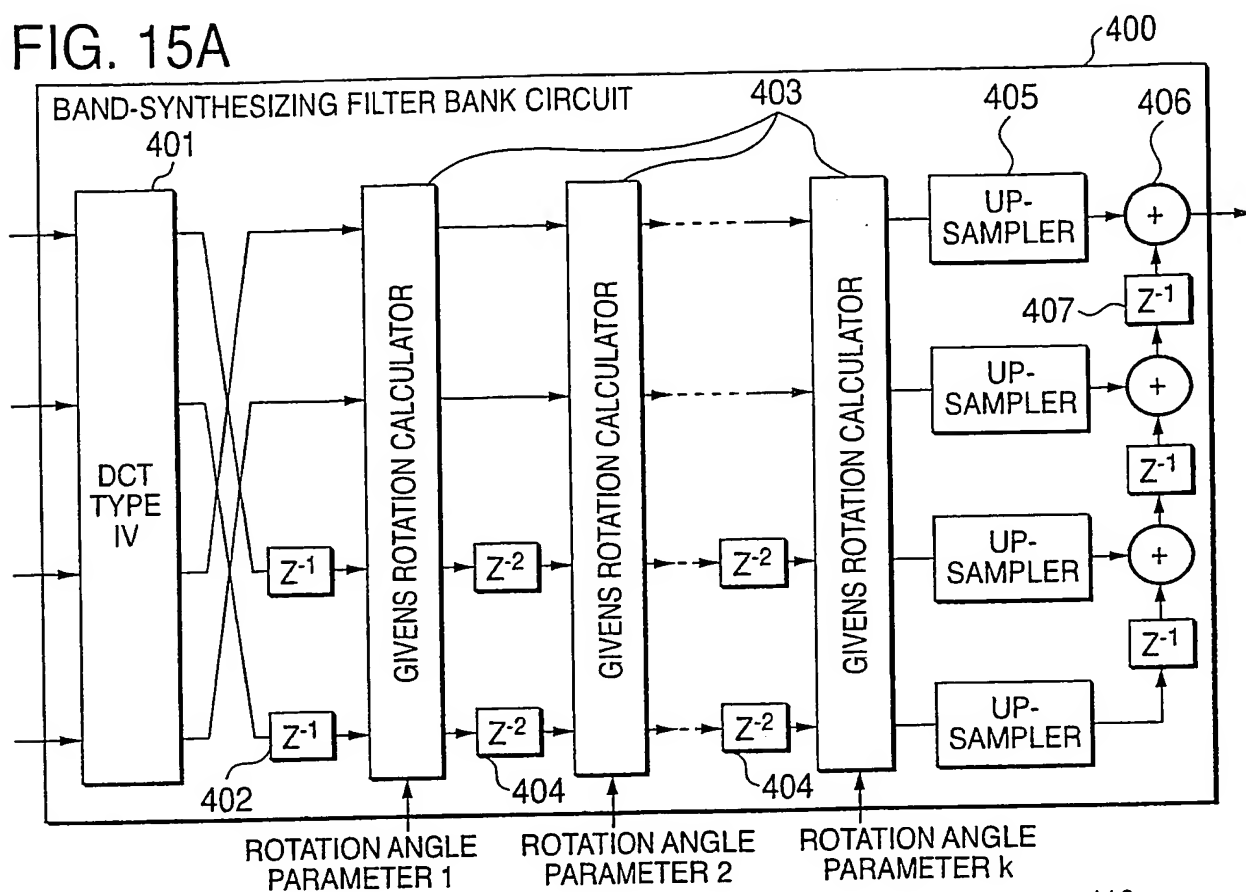 FIG. 15A
400
BAND-SYNTHESIZING FILTER BANK CIRCUIT
401
403
405
406
DCT
TYPE
IV
GIVENS ROTATION CALCULATOR
GIVENS ROTATION CALCULATOR
GIVENS ROTATION CALCULATOR
UP-
SAMPLER
+
407
Z-1
UP-
SAMPLER
+
Z-1
Z-1
Z-2
Z-2
UP-
SAMPLER
+
Z-1
Z-1
Z-2
Z-2
UP-
SAMPLER
402
404
404
ROTATION ANGLE
PARAMETER 1
ROTATION ANGLE
PARAMETER 2
ROTATION ANGLE
PARAMETER k